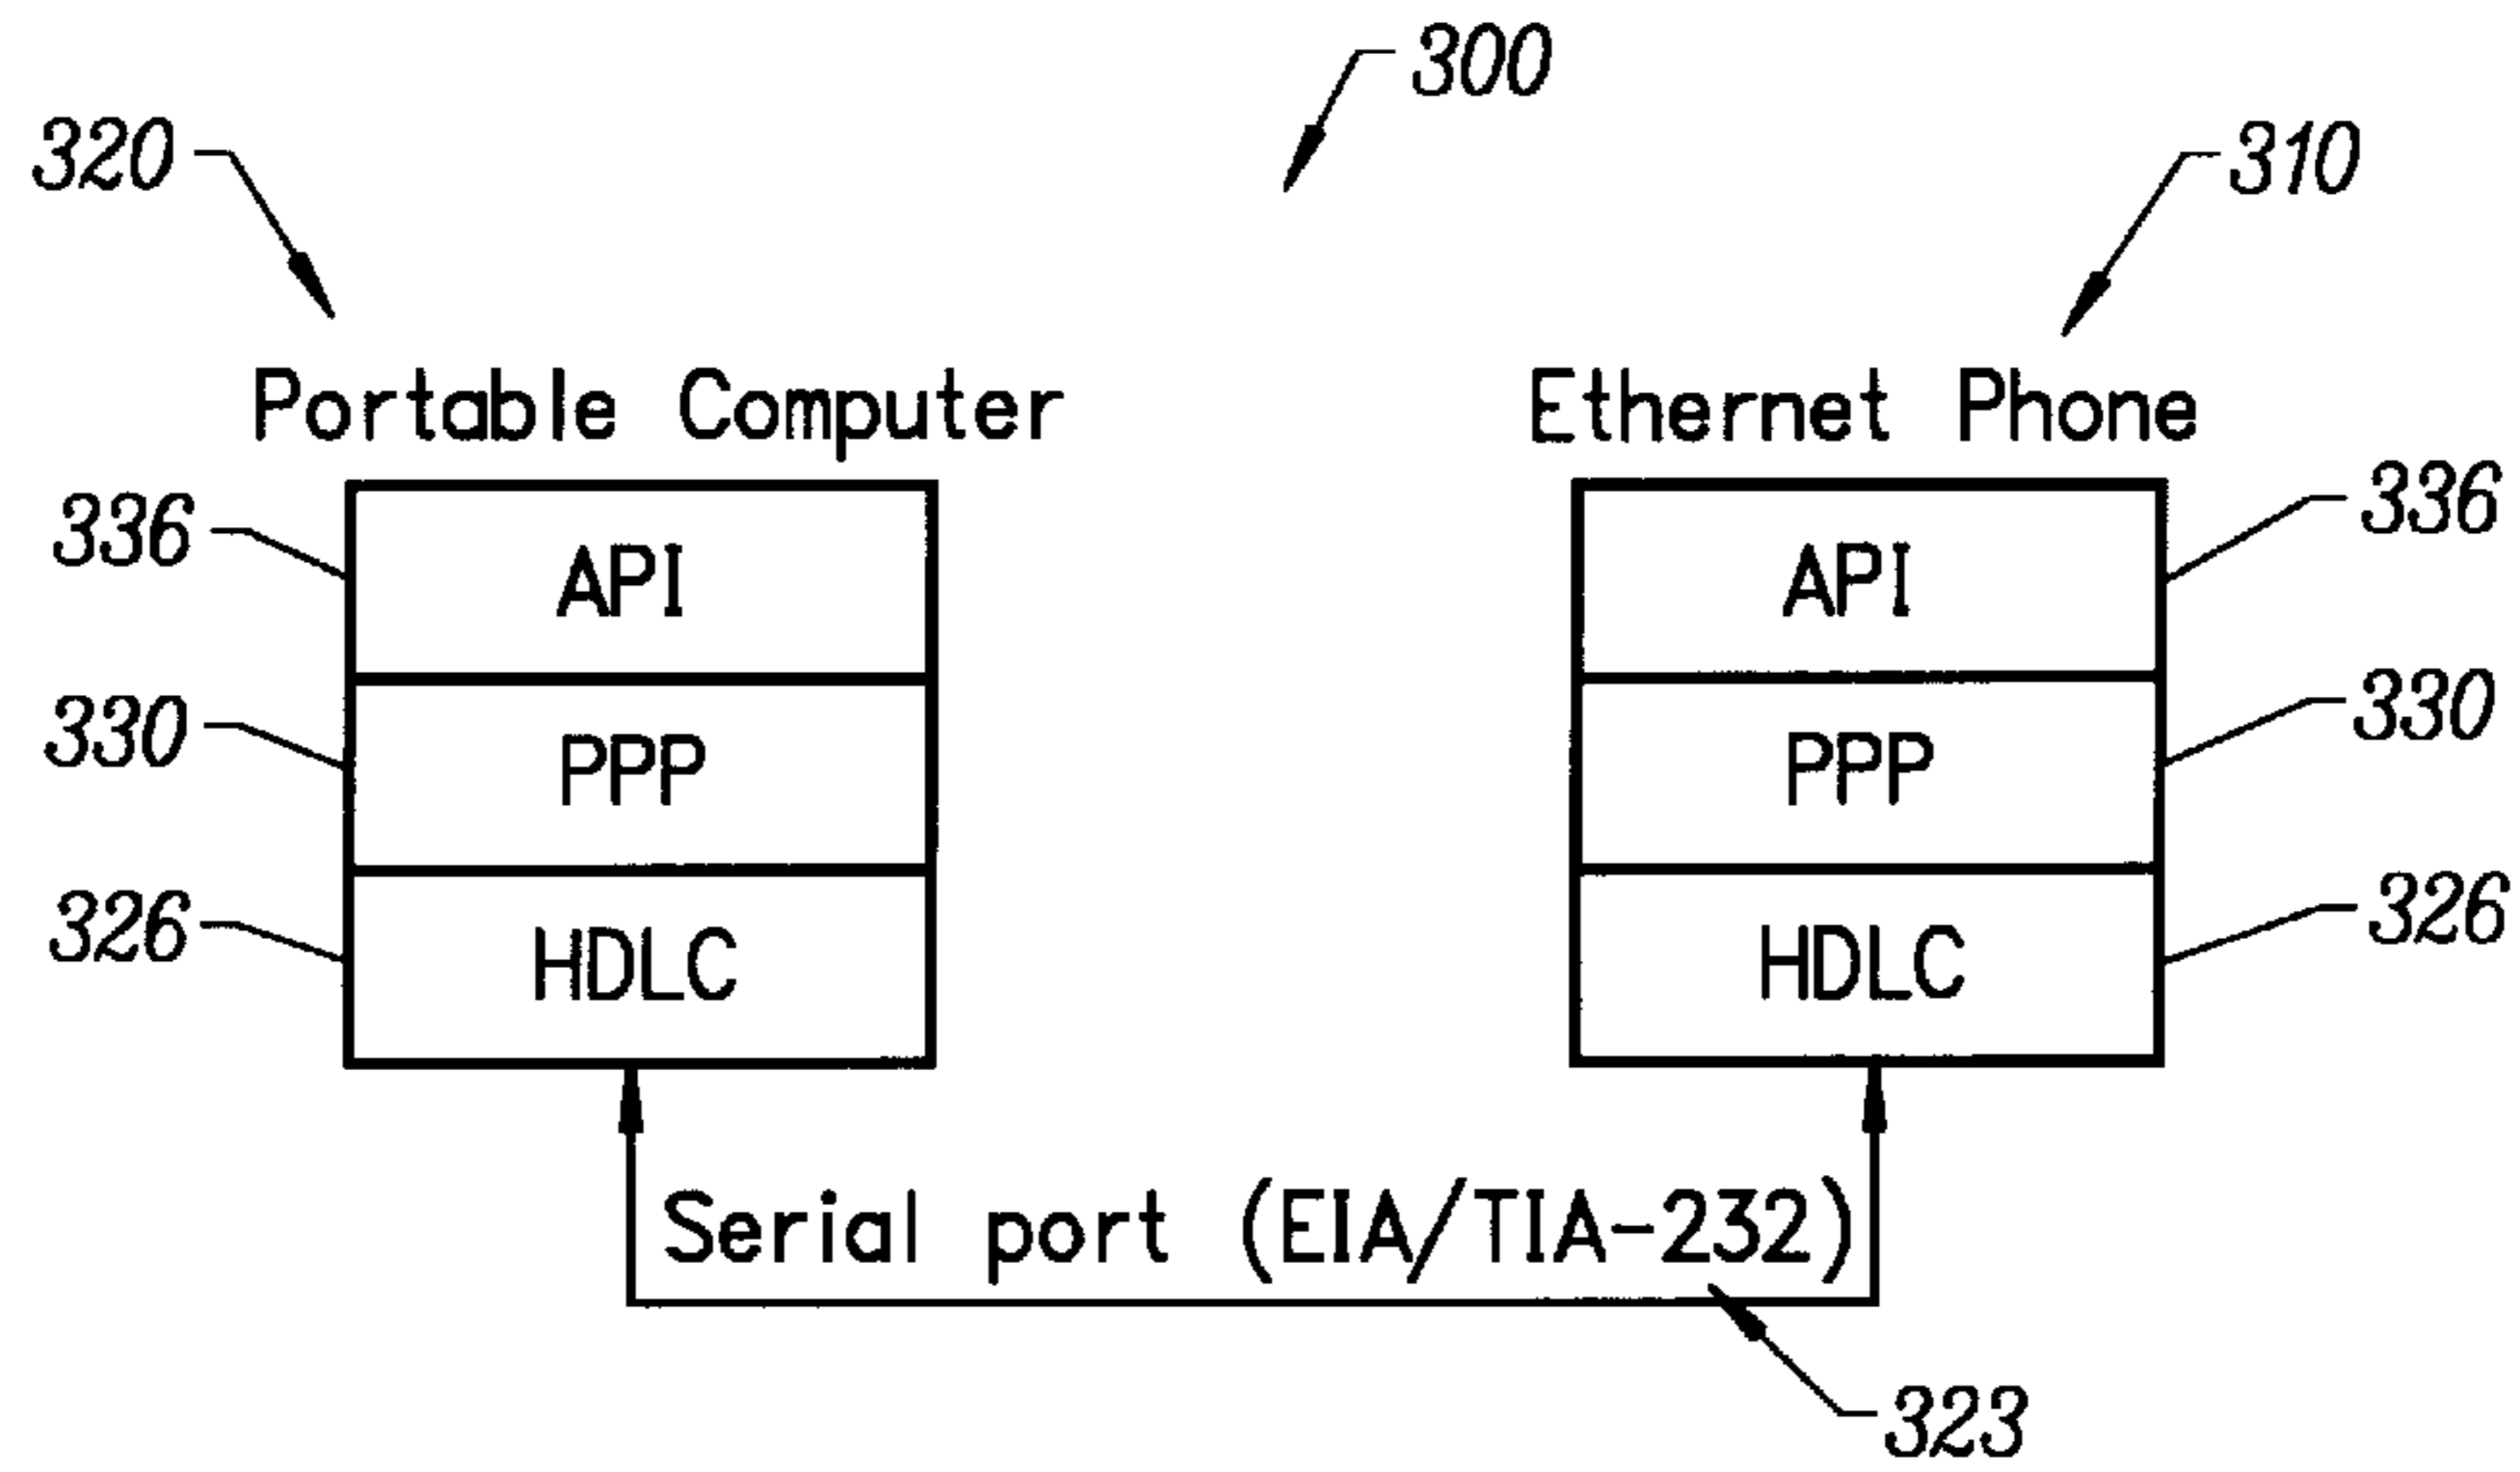 300
320
310
Portable Computer
Ethernet Phone
336
API
API
336
330
PPP
PPP
330
326
HDLC
HDLC
326
Serial port (EIA/TIA-232)
323